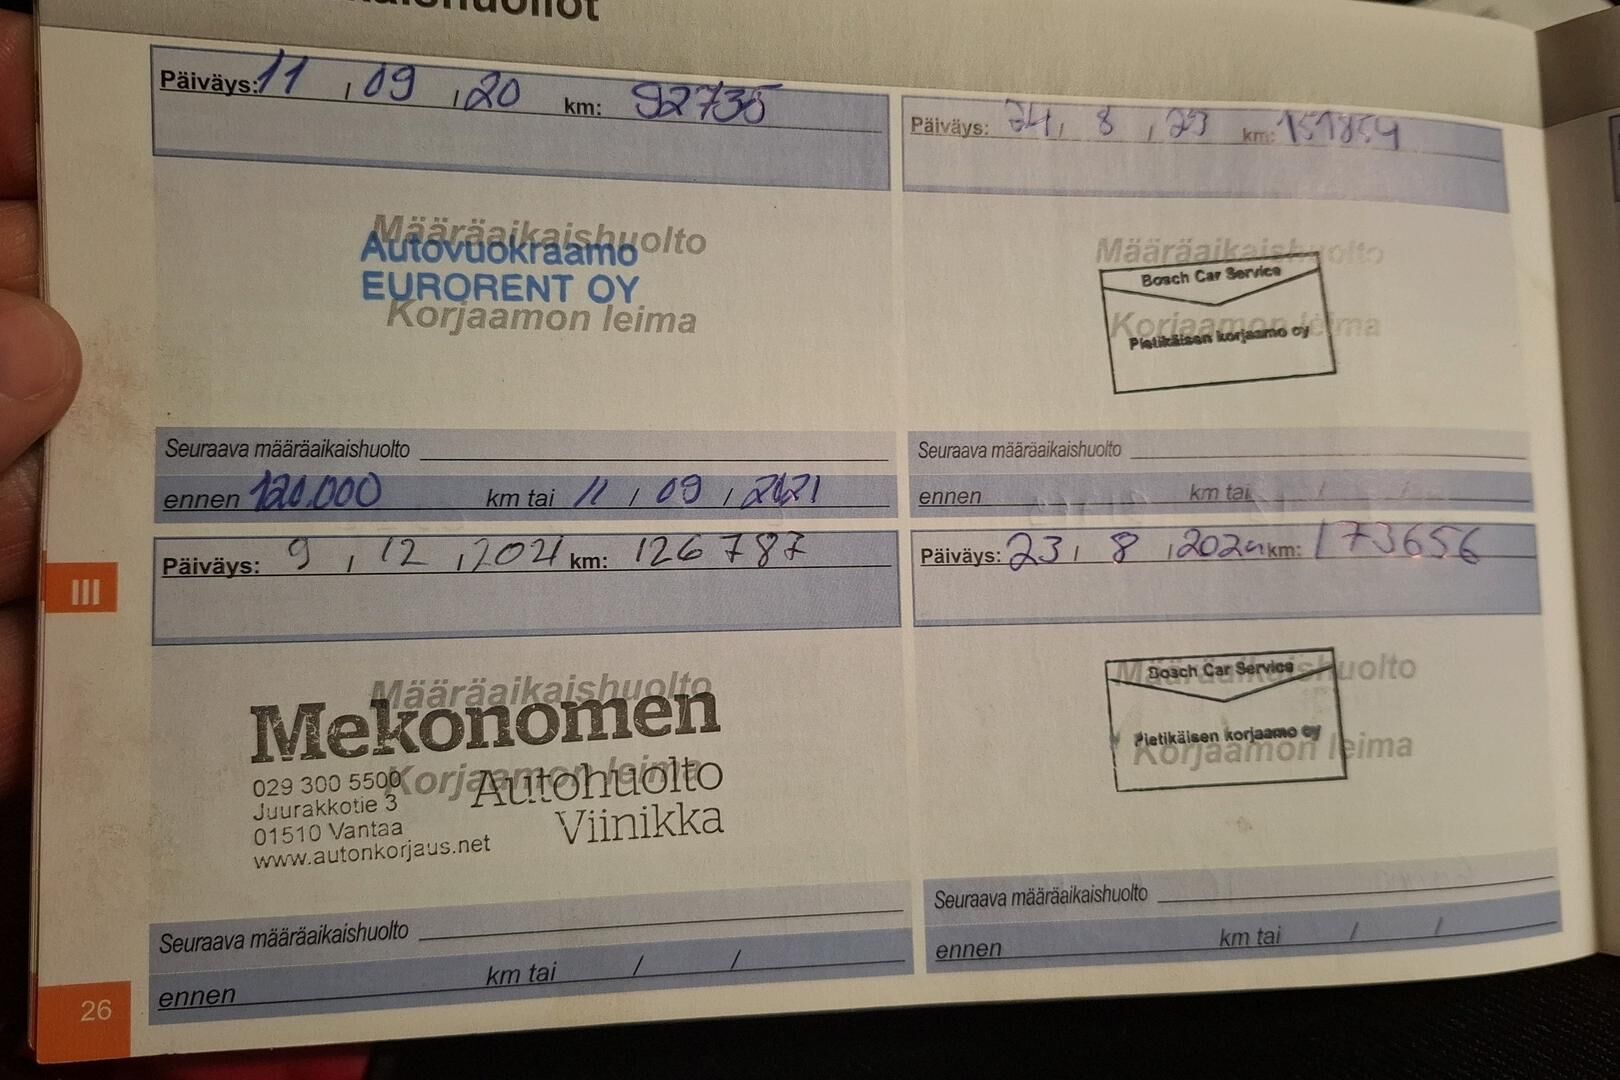 Päiväys: 11 , 09 , 20 km: 92735
Määräaikaishuolto
Autovuokraamo
EURORENT OY
Korjaamon leima
Seuraava määräaikaishuolto
ennen 120.000 km tai 11 / 09 / 2021
Päiväys: 9 , 12 , 2021 km: 126 787
Määräaikaishuolto
Mekonomen
Korjaamon leima
029 300 5500
Autohuolto
Juurakkotie 3
Viinikka
01510 Vantaa
www.autonkorjaus.net
Seuraava määräaikaishuolto
ennen km tai / /
Päiväys: 24 , 8 , 23 km: 151854
Määräaikaishuolto
Bosch Car Service
Korjaamon leima
Pietikäisen korjaamo oy
Seuraava määräaikaishuolto
ennen km tai / /
Päiväys: 23 , 8 , 2024 km: 173656
Määräaikaishuolto
Bosch Car Service
Pietikäisen korjaamo oy
Korjaamon leima
Seuraava määräaikaishuolto
ennen km tai / /
III
26